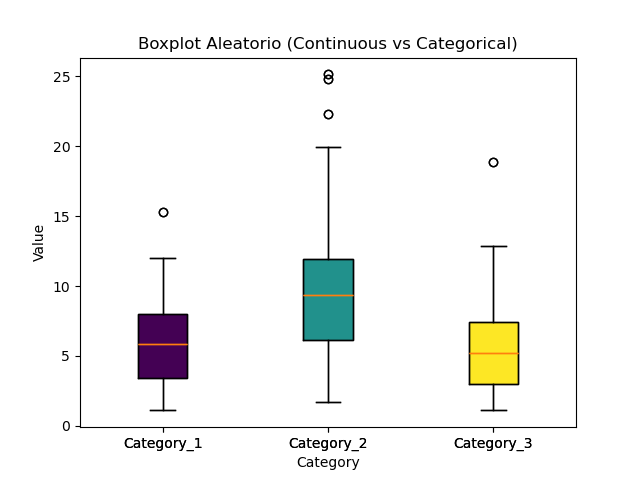 Boxplot Aleatorio (Continuous vs Categorical)
25
20
15
10
5
0
Value
Category_1
Category_2
Category_3
Category